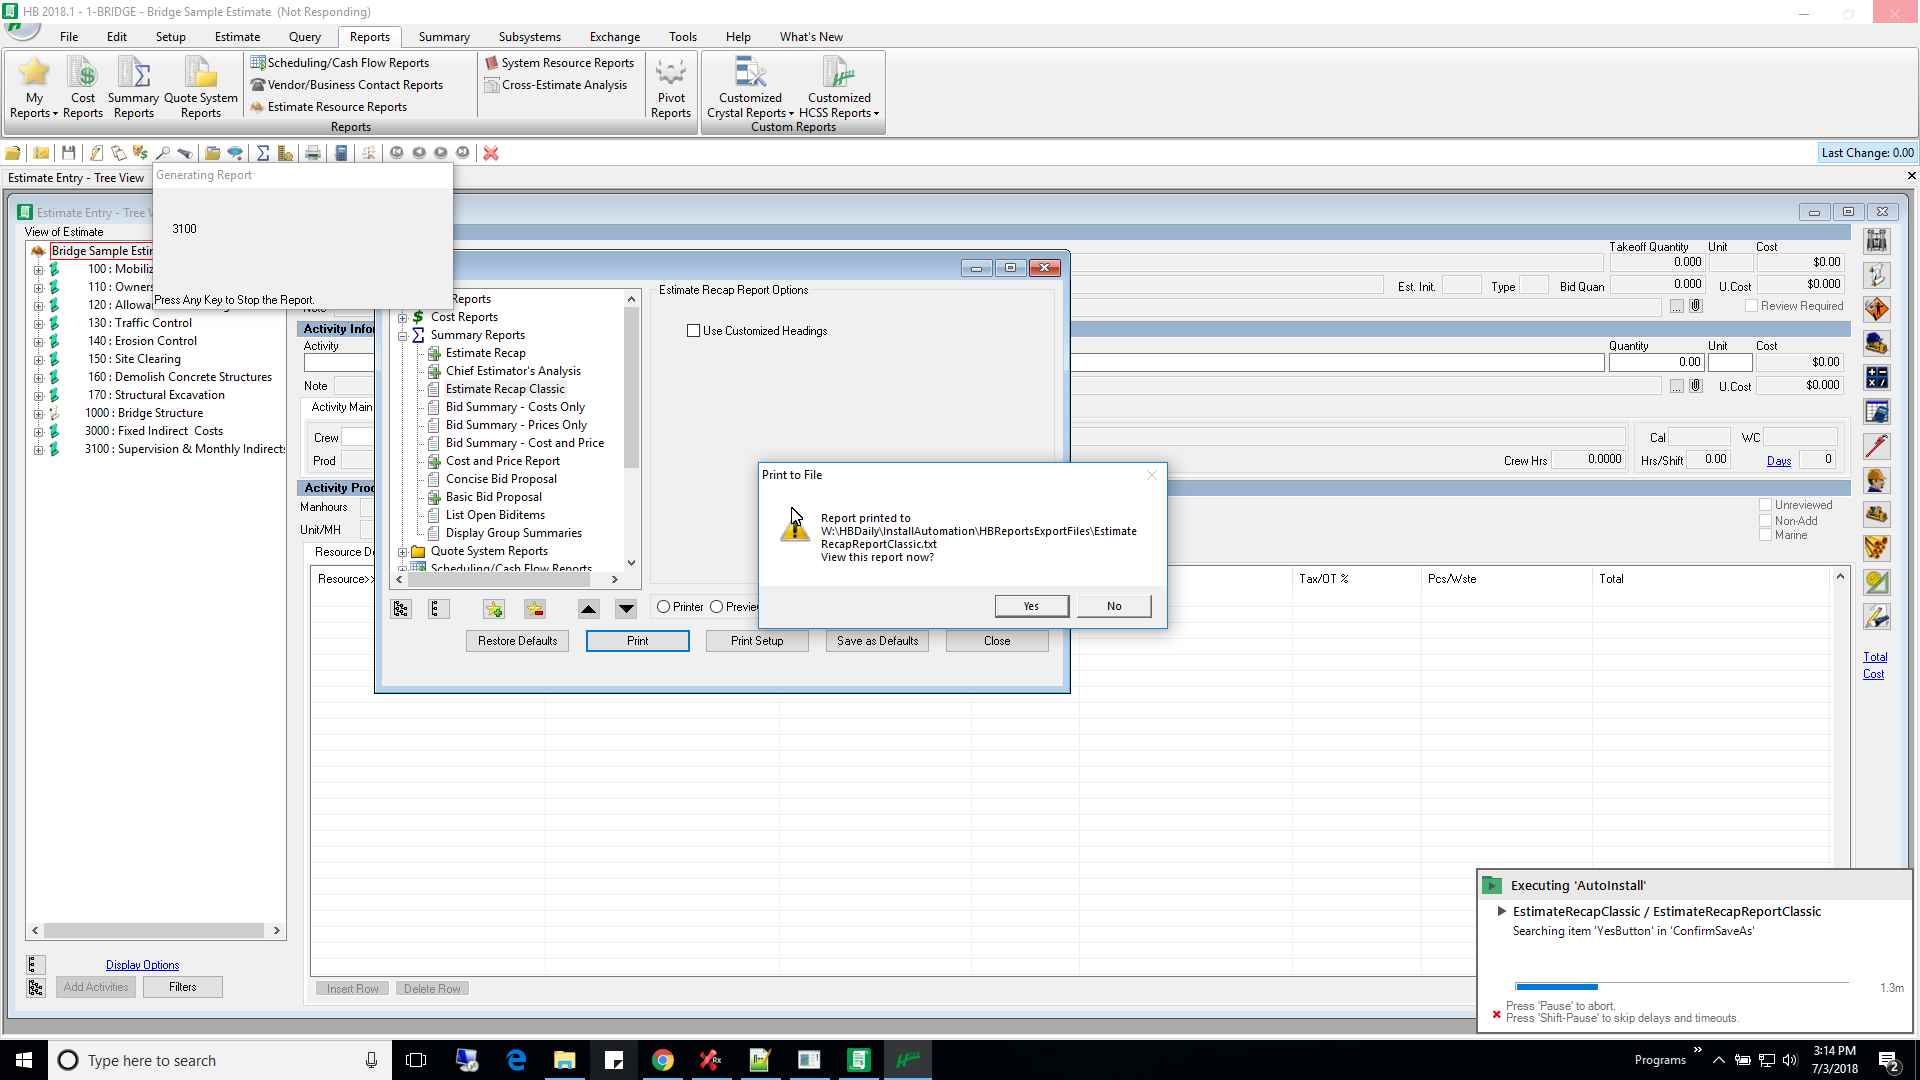 HB 2018.1 - 1-BRIDGE - Bridge Sample Estimate (Not Responding)
File Edit Setup Estimate Query Reports Summary Subsystems Exchange Tools Help What's New
My Reports
Cost Reports
Summary Reports
Quote System Reports
Scheduling/Cash Flow Reports
Vendor/Business Contact Reports
Estimate Resource Reports
System Resource Reports
Cross-Estimate Analysis
Pivot Reports
Customized Crystal Reports
Customized HCSS Reports
Reports
Custom Reports
Last Change: 0.00
Estimate Entry - Tree View
Generating Report
3100
Press Any Key to Stop the Report.
Estimate Entry - Tree V
View of Estimate
Bridge Sample Estin
100 : Mobiliz
110 : Owners
120 : Allowa
130 : Traffic Control
140 : Erosion Control
150 : Site Clearing
160 : Demolish Concrete Structures
170 : Structural Excavation
1000 : Bridge Structure
3000 : Fixed Indirect Costs
3100 : Supervision & Monthly Indirect
Display Options
Add Activities
Filters
Takeoff Quantity Unit Cost
0.000 $0.00
Est. Init. Type Bid Quan 0.000 U.Cost $0.000
... Review Required
Activity Infor
Activity
Quantity Unit Cost
0.00 $0.00
Note
... U.Cost $0.000
Activity Main
Crew
Prod
Cal WC
Crew Hrs 0.0000 Hrs/Shift 0.00 Days 0
Activity Prod
Manhours
Unit/MH
Unreviewed
Non-Add
Marine
Resource De
Resource>> Tax/OT % Pcs/Wste Total
Insert Row Delete Row
Total
Cost
Reports
Cost Reports
Summary Reports
Estimate Recap
Chief Estimator's Analysis
Estimate Recap Classic
Bid Summary - Costs Only
Bid Summary - Prices Only
Bid Summary - Cost and Price
Cost and Price Report
Concise Bid Proposal
Basic Bid Proposal
List Open Biditems
Display Group Summaries
Quote System Reports
Scheduling/Cash Flow Reports
Estimate Recap Report Options
Use Customized Headings
Printer Previe
Restore Defaults Print Print Setup Save as Defaults Close
Print to File
Report printed to
W:\HBDaily\InstallAutomation\HBReportsExportFiles\Estimate
RecapReportClassic.txt
View this report now?
Yes No
Executing 'AutoInstall'
EstimateRecapClassic / EstimateRecapReportClassic
Searching item 'YesButton' in 'ConfirmSaveAs'
1.3m
Press 'Pause' to abort.
Press 'Shift-Pause' to skip delays and timeouts.
Type here to search
Programs
3:14 PM
7/3/2018
2